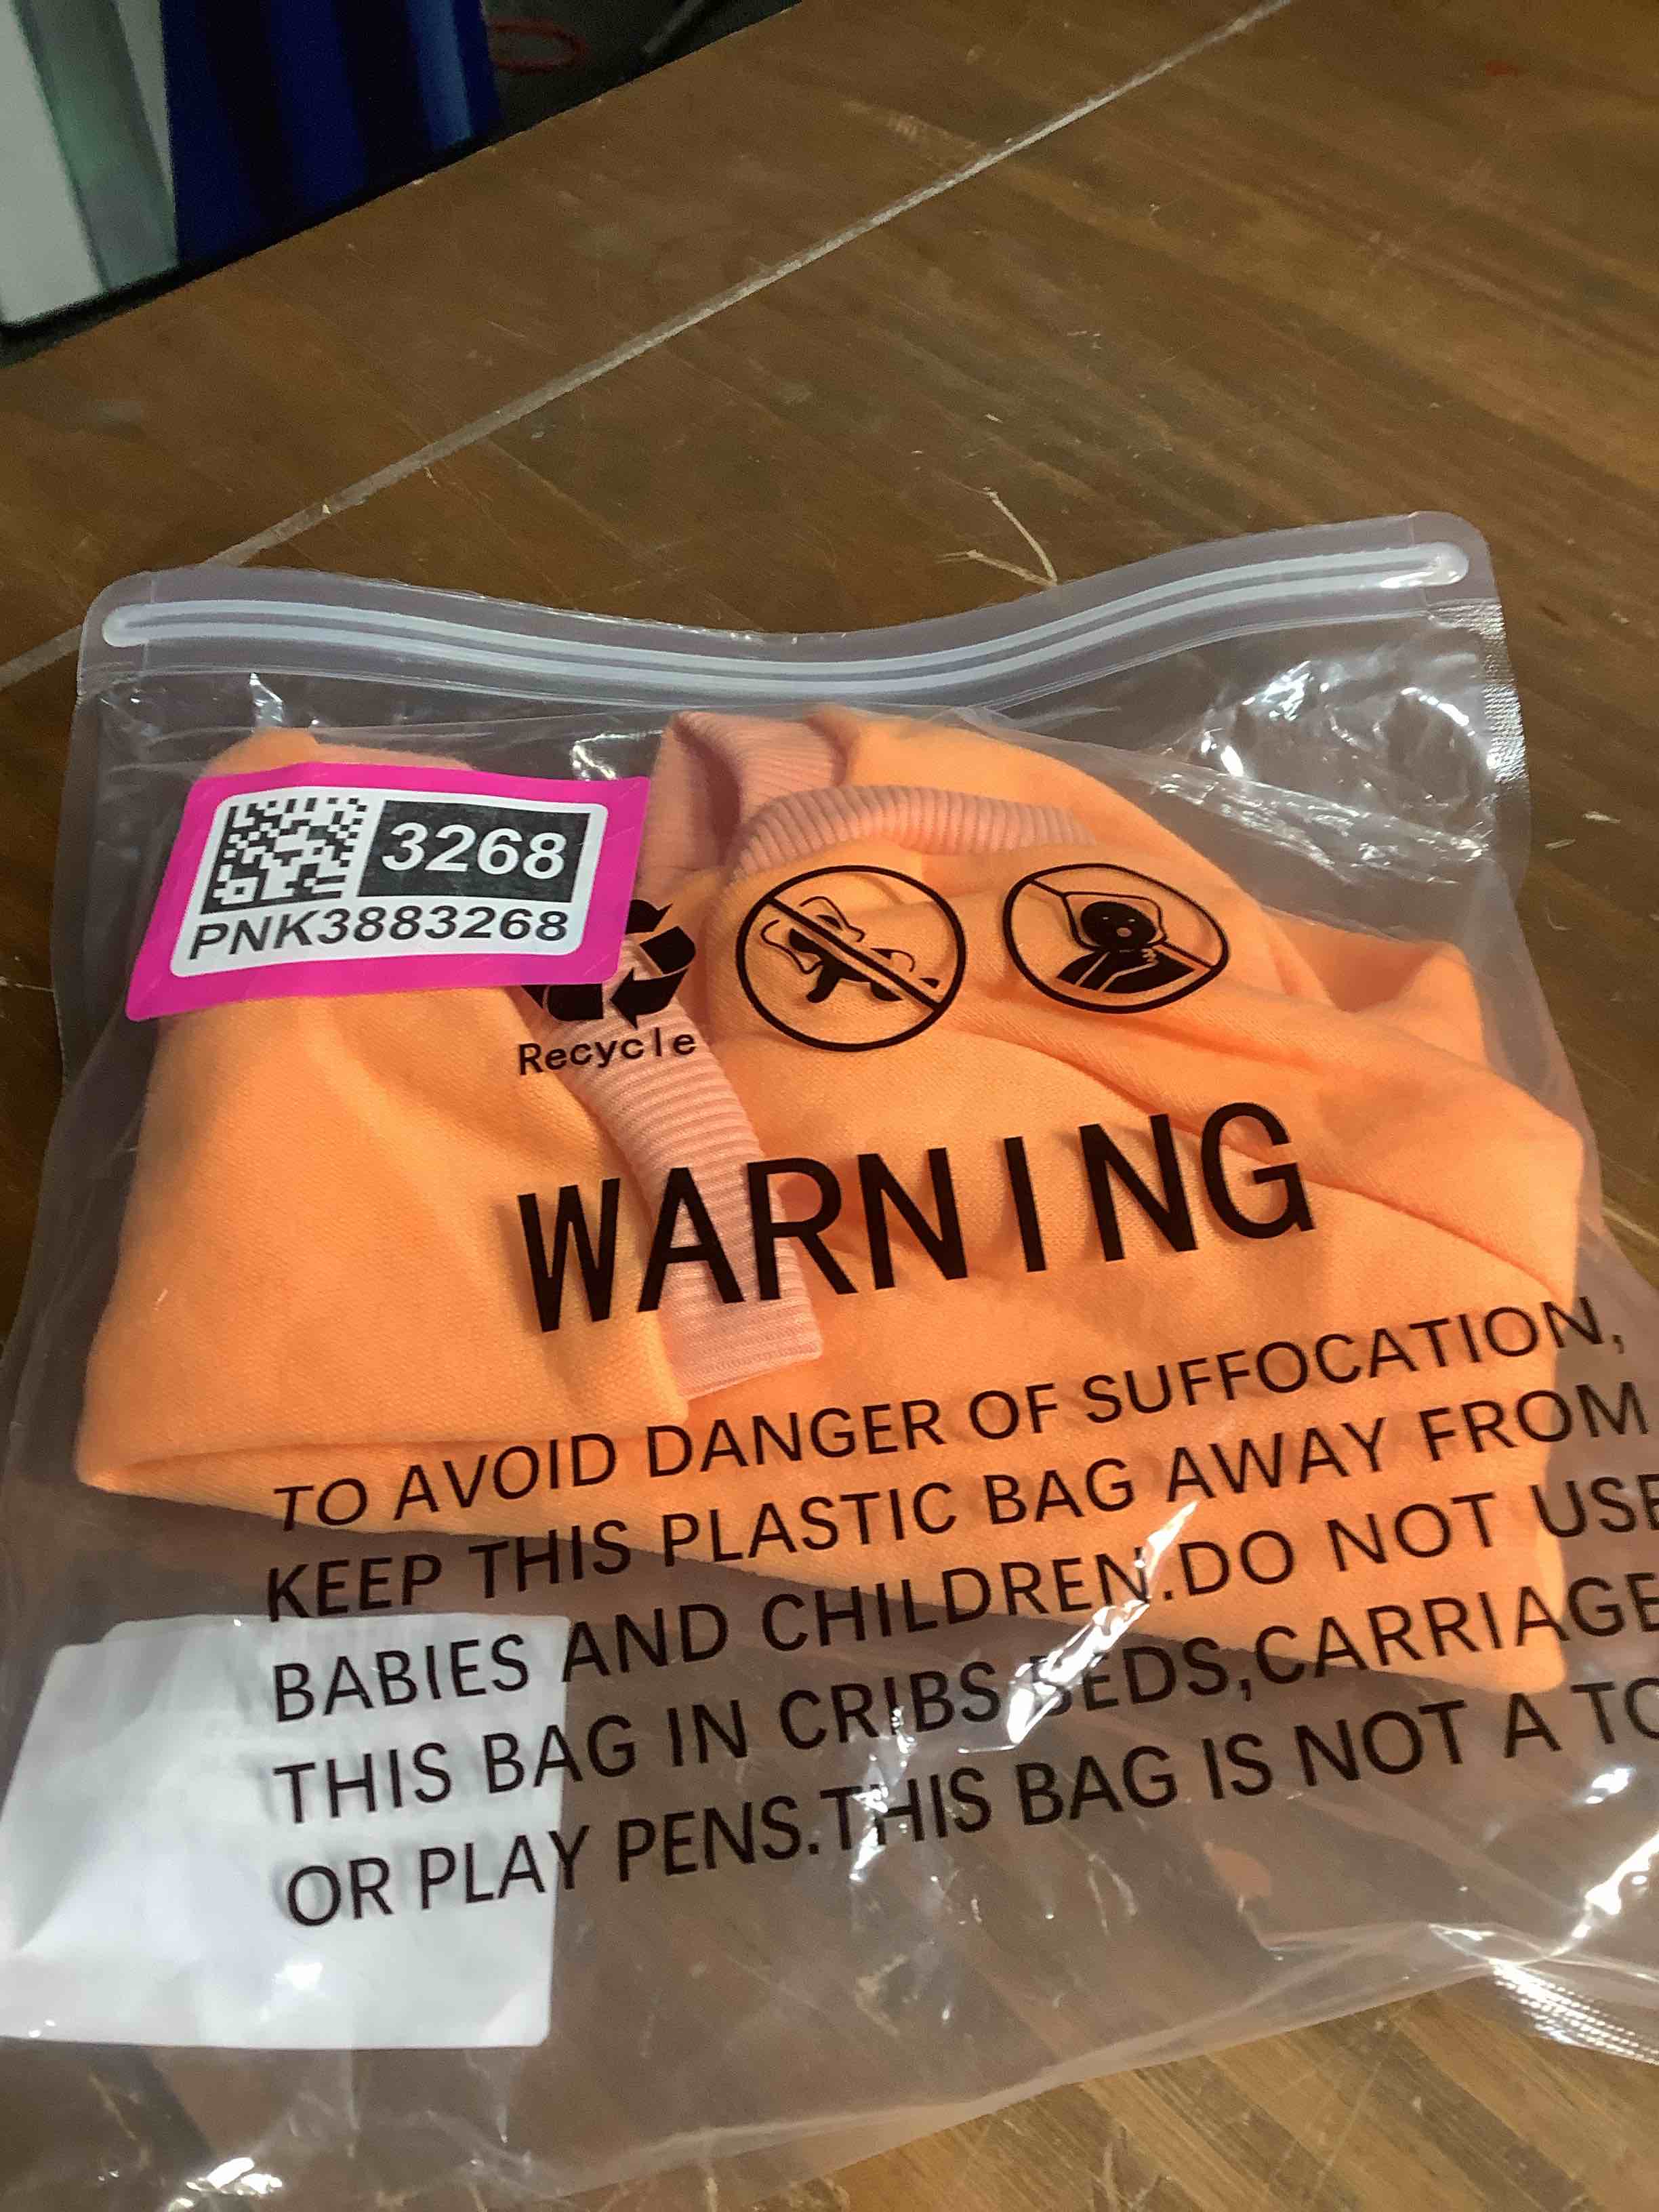 3268
PNK3883268
Recycle
WARNING
TO AVOID DANGER OF SUFFOCATION,
KEEP THIS PLASTIC BAG AWAY FROM
BABIES AND CHILDREN.DO NOT USE
THIS BAG IN CRIBS BEDS,CARRIAGE
OR PLAY PENS.THIS BAG IS NOT A TO